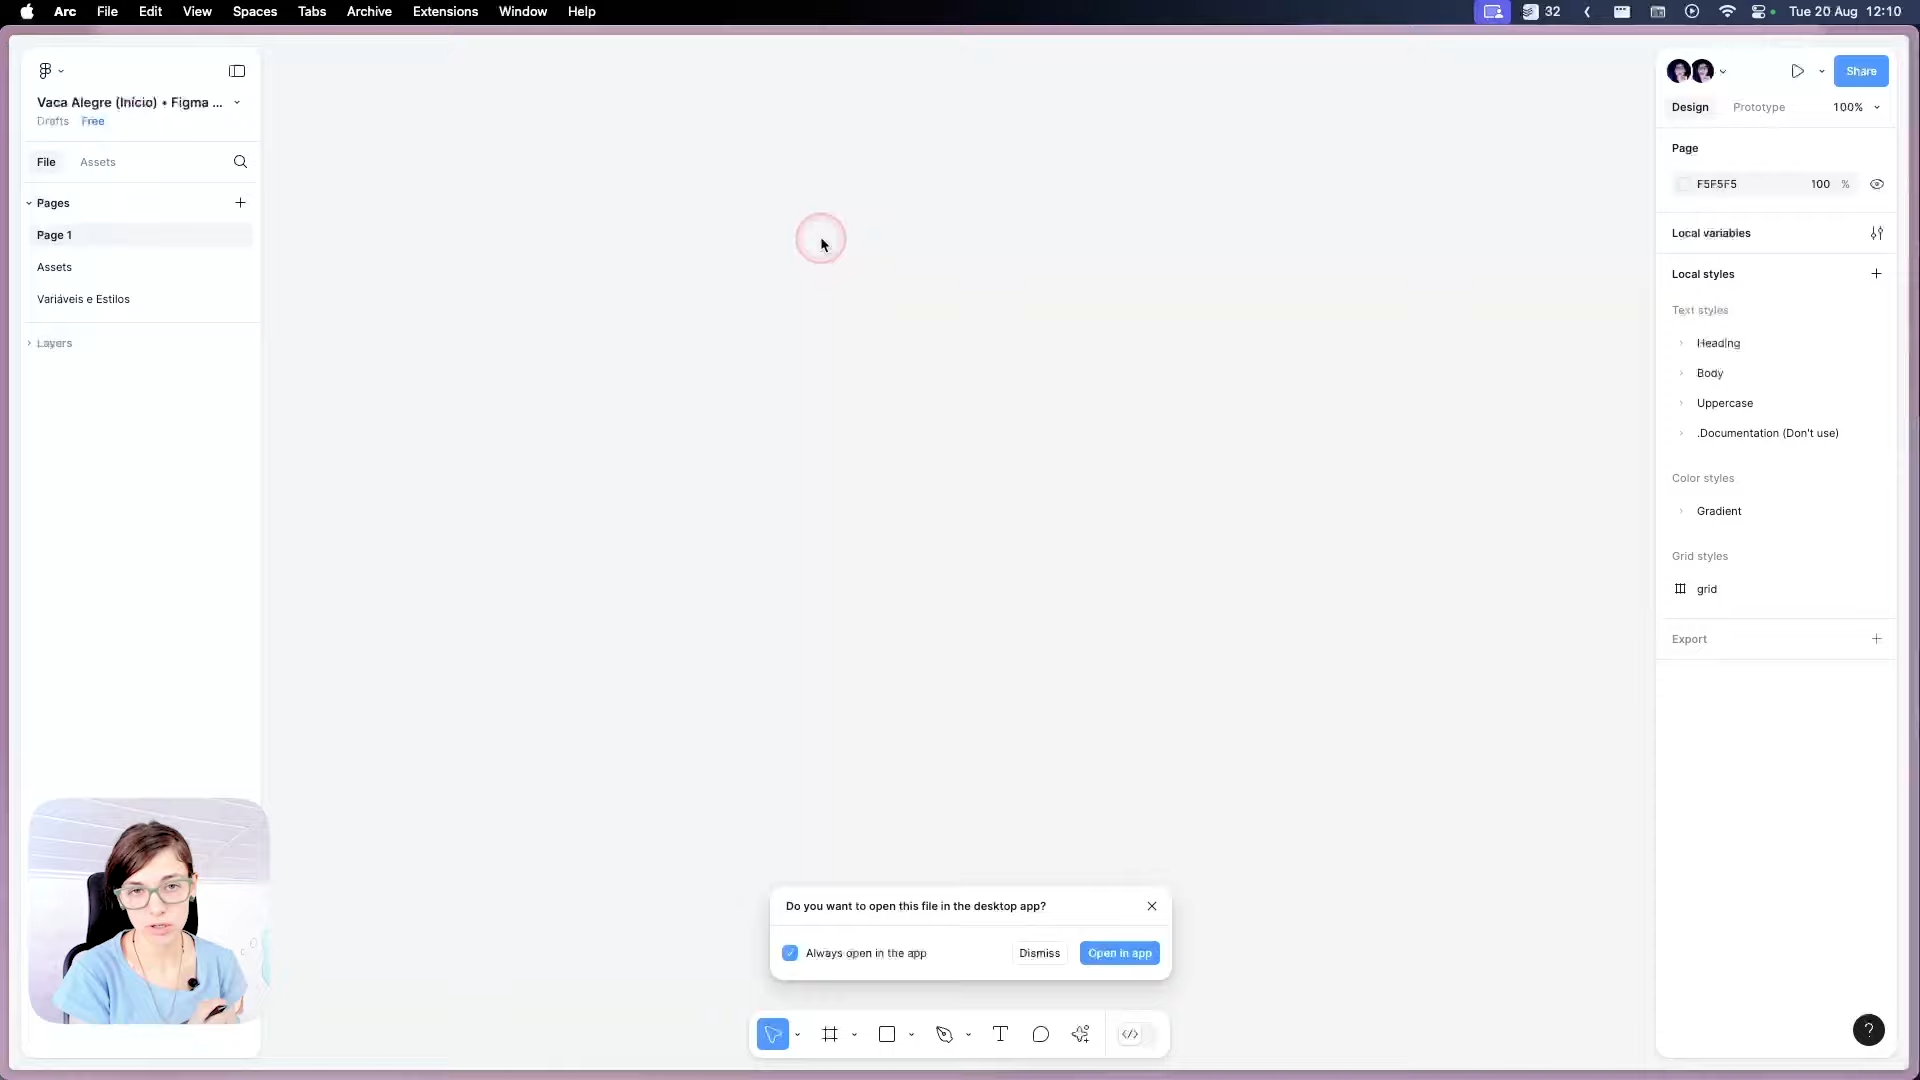 Arc File Edit View Spaces Tabs Archive Extensions Window Help
32 Tue 20 Aug 12:10
Vaca Alegre (Início) • Figma ...
Drafts Free
File Assets
Pages
Page 1
Assets
Variáveis e Estilos
Layers
Share
Design Prototype 100%
Page
F5F5F5 100 %
Local variables
Local styles
Text styles
Heading
Body
Uppercase
.Documentation (Don't use)
Color styles
Gradient
Grid styles
grid
Export
Do you want to open this file in the desktop app?
Always open in the app Dismiss Open in app
?